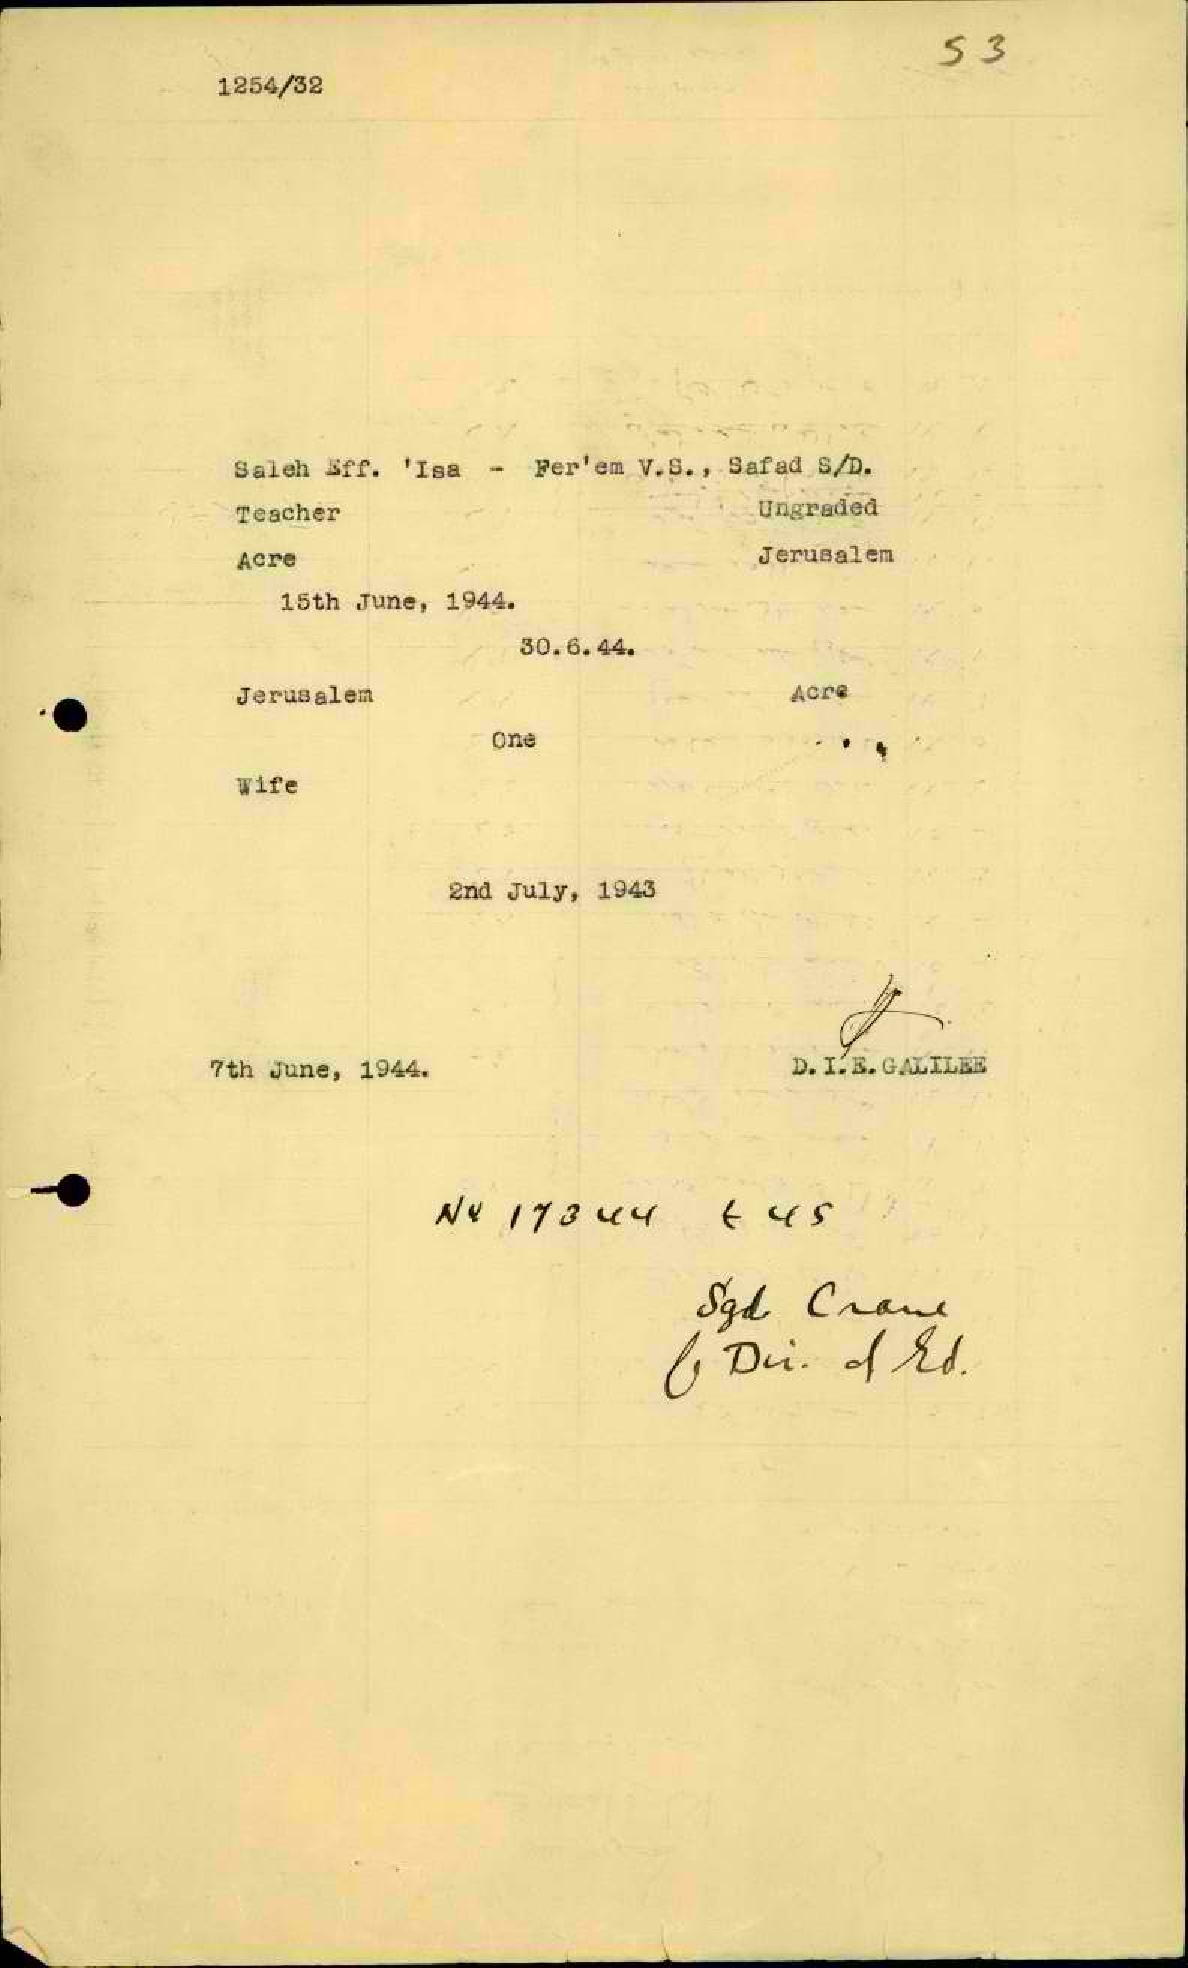 53
1254/32
Saleh Eff. 'Isa - Fer'em V.S., Safad S/D.
Teacher Ungraded
Acre Jerusalem
15th June, 1944.
30.6.44.
Jerusalem Acre
One
Wife
2nd July, 1943
7th June, 1944. D.I.E.GALILEE
17344 & 45
Sgd. Crane
Dir. of Ed.